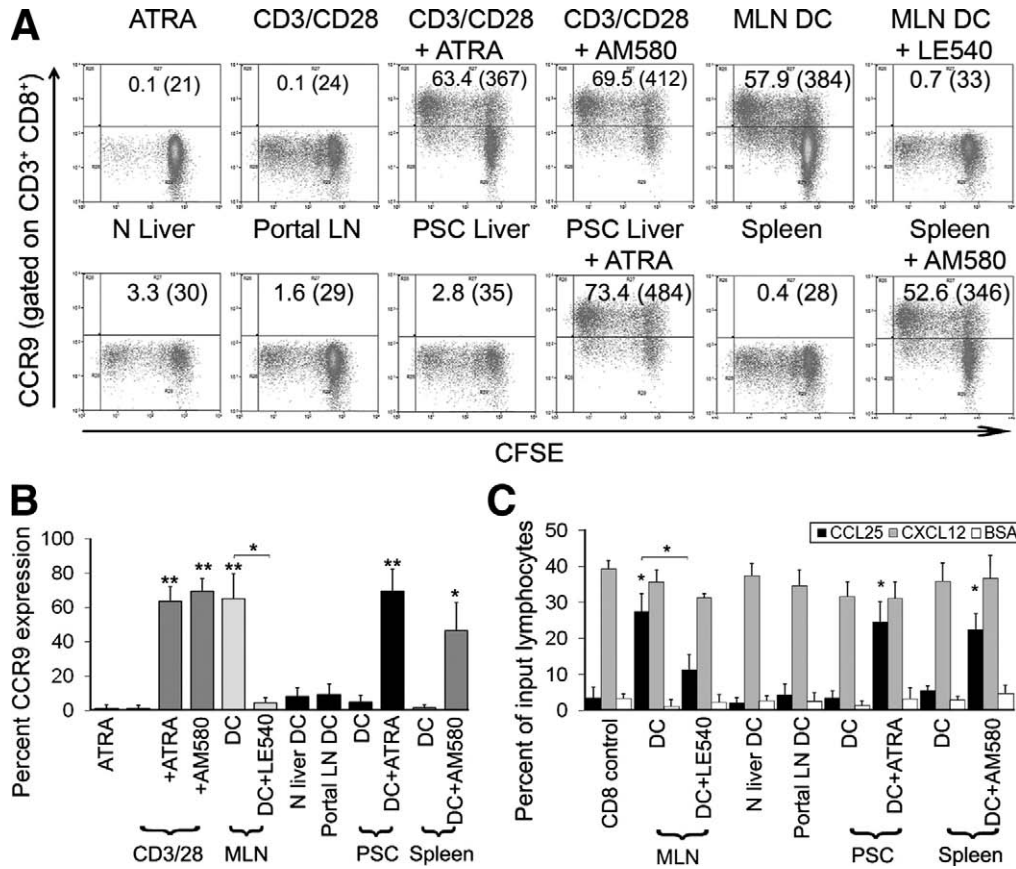 A
ATRA CD3/CD28 CD3/CD28 + ATRA CD3/CD28 + AM580 MLN DC MLN DC + LE540
0.1 (21) 0.1 (24) 63.4 (367) 69.5 (412) 57.9 (384) 0.7 (33)
N Liver Portal LN PSC Liver PSC Liver + ATRA Spleen Spleen + AM580
3.3 (30) 1.6 (29) 2.8 (35) 73.4 (484) 0.4 (28) 52.6 (346)
CCR9 (gated on CD3⁺ CD8⁺)
CFSE
B
Percent CCR9 expression
100
80
60
40
20
0
** ** ** * ** *
ATRA +ATRA +AM580 DC DC+LE540 N liver DC Portal LN DC DC DC+ATRA DC DC+AM580
CD3/28 MLN PSC Spleen
C
CCL25 CXCL12 BSA
Percent of input lymphocytes
50
40
30
20
10
0
* * * *
CD8 control DC DC+LE540 N liver DC Portal LN DC DC DC+ATRA DC DC+AM580
MLN PSC Spleen